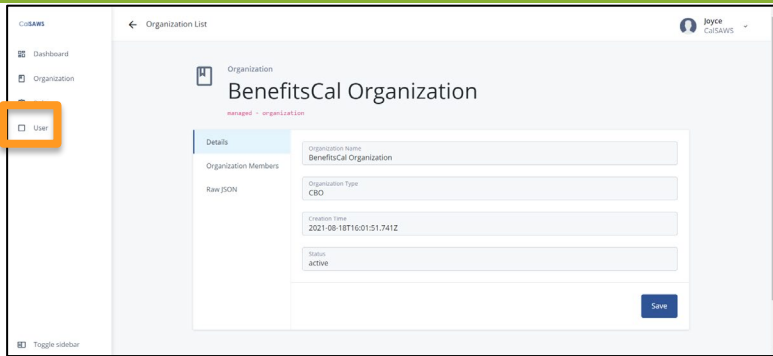 CalSAWS
Organization List
Joyce
CalSAWS
Dashboard
Organization
User
Toggle sidebar
Organization
BenefitsCal Organization
managed - organization
Details
Organization Members
Raw JSON
Organization Name
BenefitsCal Organization
Organization Type
CBO
Creation Time
2021-08-18T16:01:51.741Z
Status
active
Save